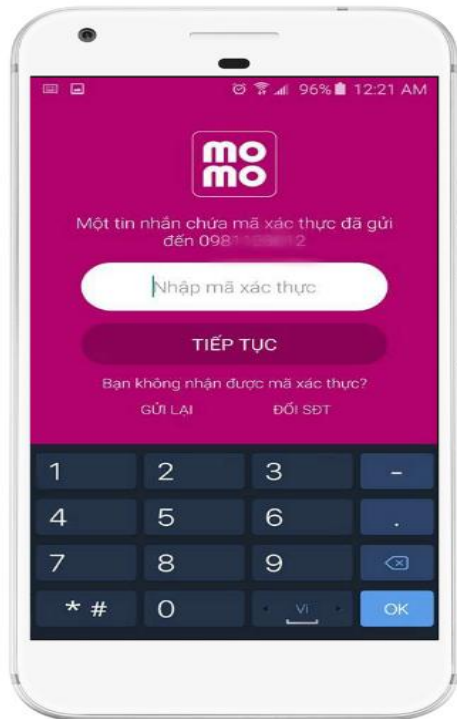 96% 12:21 AM
mo
mo
Một tin nhắn chứa mã xác thực đã gửi
đến 098
Nhập mã xác thực
TIẾP TỤC
Bạn không nhận được mã xác thực?
GỬI LẠI ĐỔI SĐT
1 2 3 -
4 5 6 .
7 8 9
* # 0 Vi OK